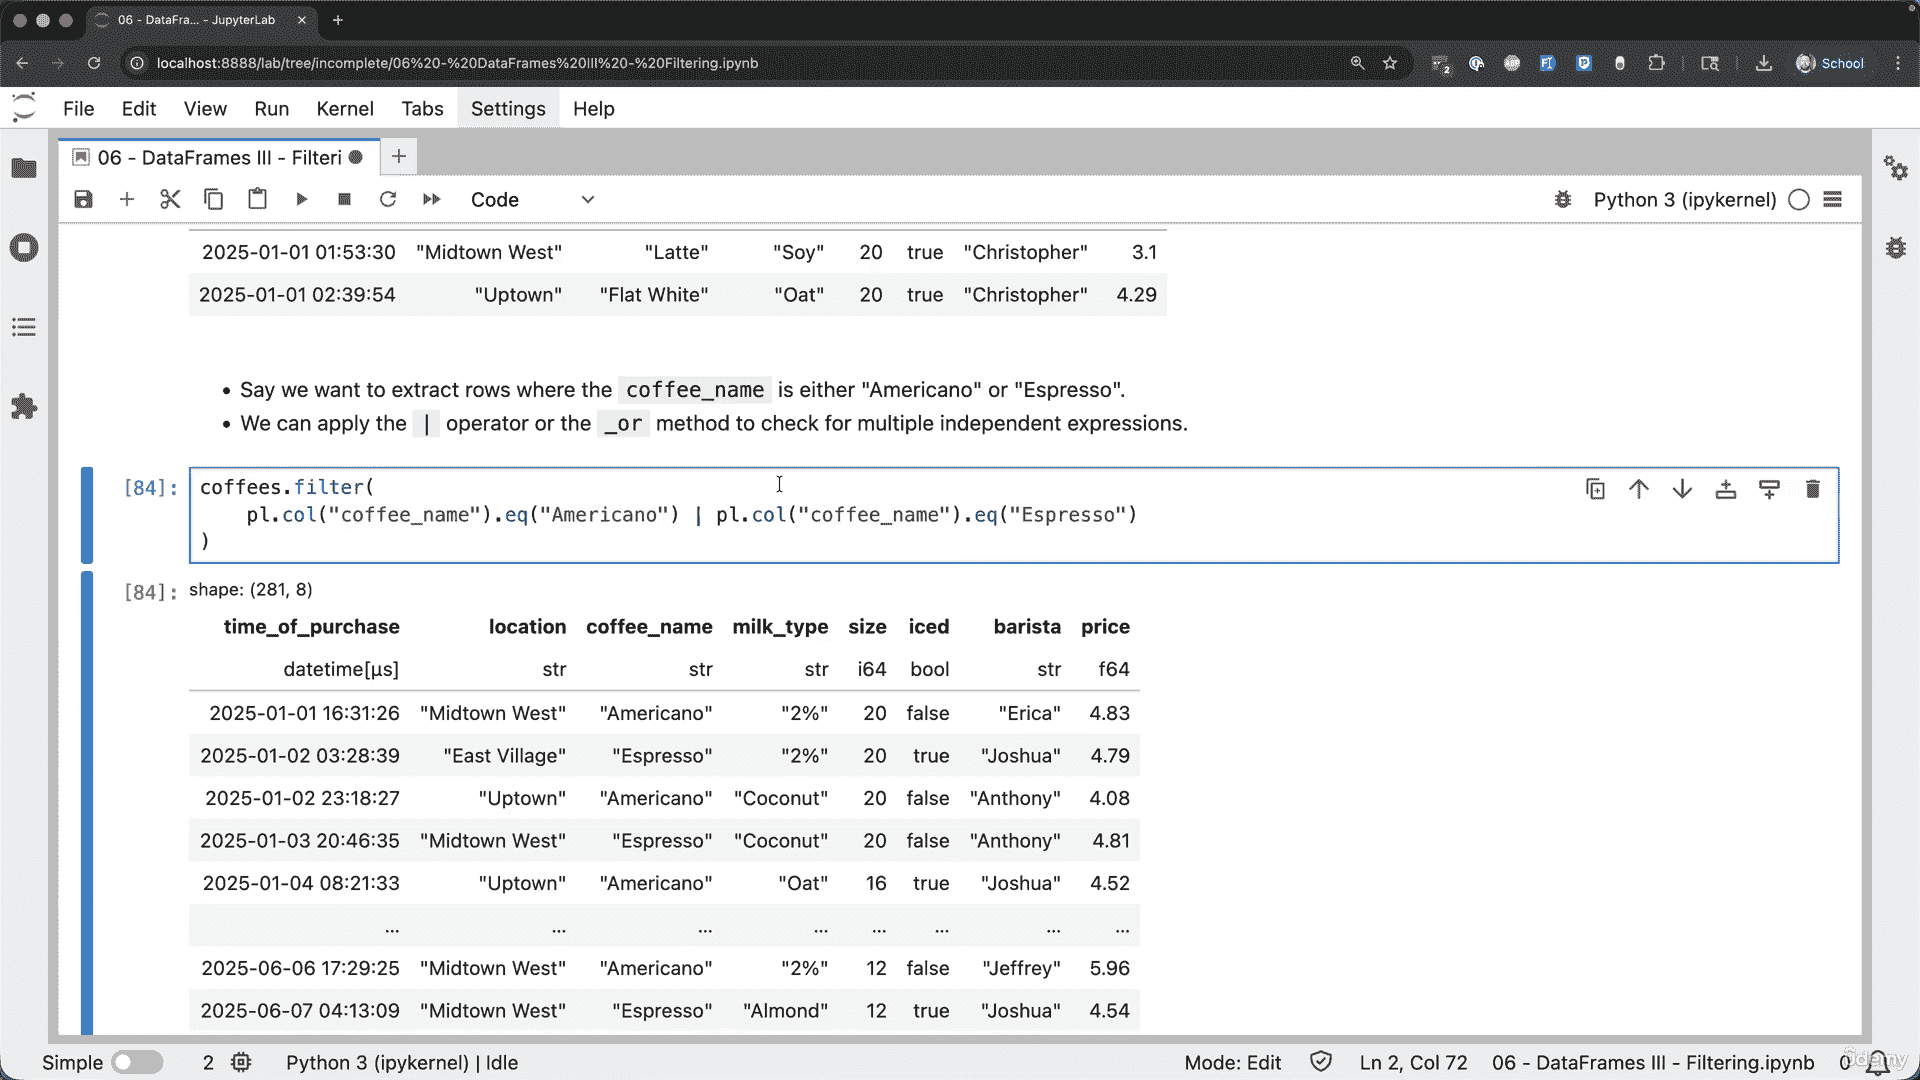 06 - DataFra... - JupyterLab
localhost:8888/lab/tree/incomplete/06%20-%20DataFrames%20III%20-%20Filtering.ipynb
2
School
File Edit View Run Kernel Tabs Settings Help
06 - DataFrames III - Filteri
Code
Python 3 (ipykernel)
2025-01-01 01:53:30 "Midtown West" "Latte" "Soy" 20 true "Christopher" 3.1
2025-01-01 02:39:54 "Uptown" "Flat White" "Oat" 20 true "Christopher" 4.29
• Say we want to extract rows where the coffee_name is either "Americano" or "Espresso".
• We can apply the | operator or the _or method to check for multiple independent expressions.
[84]: coffees.filter(
pl.col("coffee_name").eq("Americano") | pl.col("coffee_name").eq("Espresso")
)
[84]: shape: (281, 8)
time_of_purchase location coffee_name milk_type size iced barista price
datetime[μs] str str str i64 bool str f64
2025-01-01 16:31:26 "Midtown West" "Americano" "2%" 20 false "Erica" 4.83
2025-01-02 03:28:39 "East Village" "Espresso" "2%" 20 true "Joshua" 4.79
2025-01-02 23:18:27 "Uptown" "Americano" "Coconut" 20 false "Anthony" 4.08
2025-01-03 20:46:35 "Midtown West" "Espresso" "Coconut" 20 false "Anthony" 4.81
2025-01-04 08:21:33 "Uptown" "Americano" "Oat" 16 true "Joshua" 4.52
... ... ... ... ... ... ... ...
2025-06-06 17:29:25 "Midtown West" "Americano" "2%" 12 false "Jeffrey" 5.96
2025-06-07 04:13:09 "Midtown West" "Espresso" "Almond" 12 true "Joshua" 4.54
Simple 2 Python 3 (ipykernel) | Idle Mode: Edit Ln 2, Col 72 06 - DataFrames III - Filtering.ipynb 0
Udemy